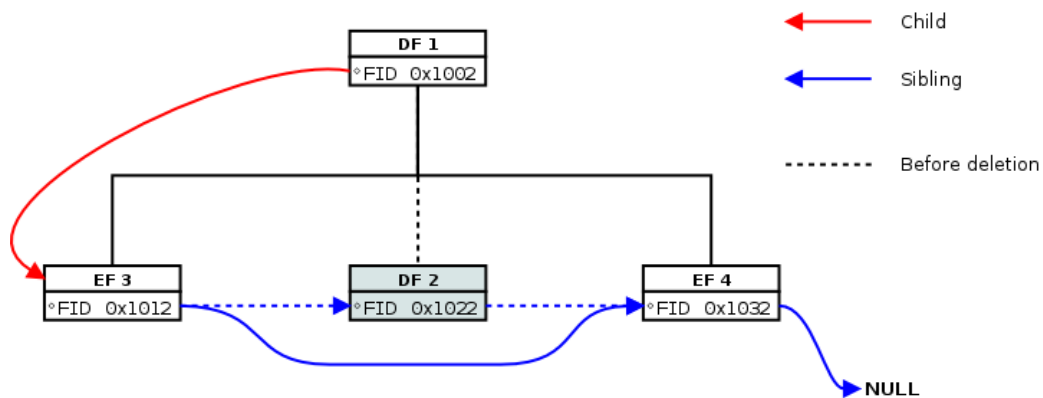 DF 1
FID 0x1002
Child
Sibling
Before deletion
EF 3
FID 0x1012
DF 2
FID 0x1022
EF 4
FID 0x1032
NULL